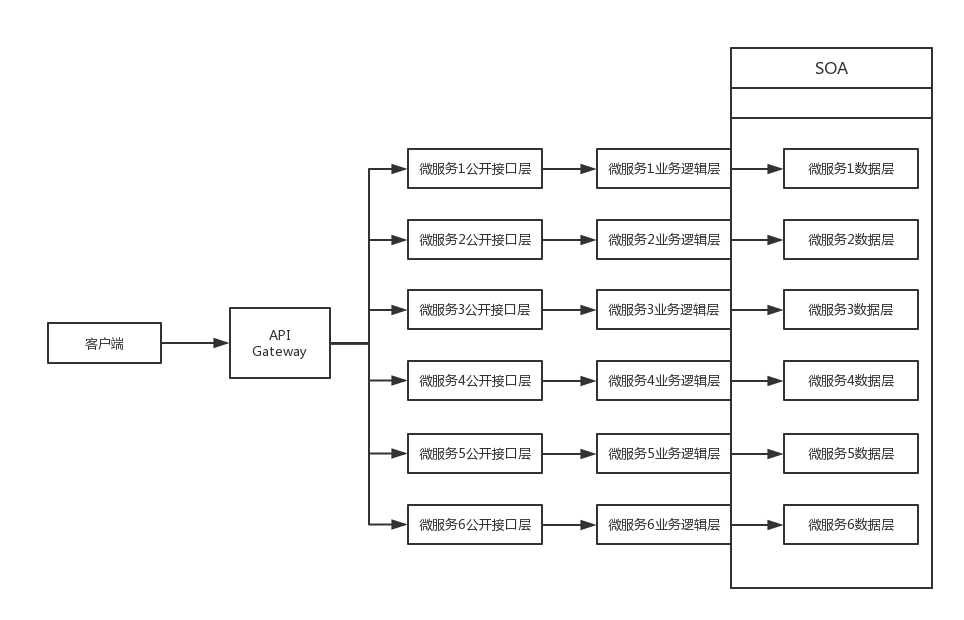 SOA
微服务1公开接口层
微服务1业务逻辑层
微服务1数据层
微服务2公开接口层
微服务2业务逻辑层
微服务2数据层
微服务3公开接口层
微服务3业务逻辑层
微服务3数据层
客户端
API
Gateway
微服务4公开接口层
微服务4业务逻辑层
微服务4数据层
微服务5公开接口层
微服务5业务逻辑层
微服务5数据层
微服务6公开接口层
微服务6业务逻辑层
微服务6数据层